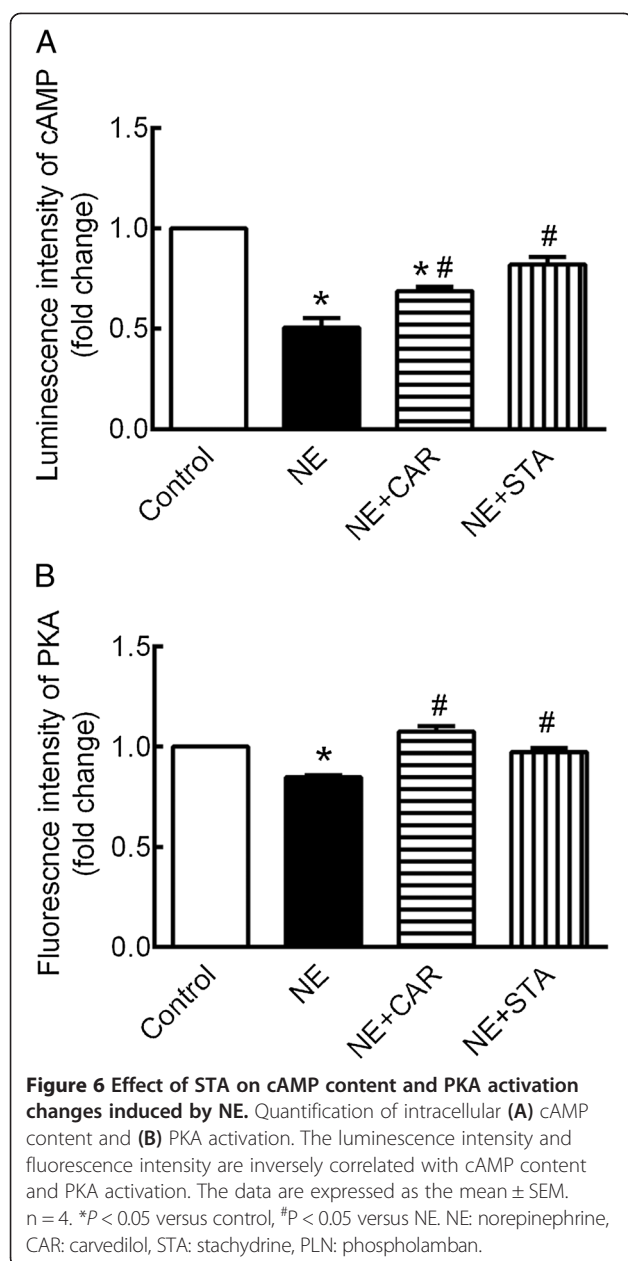 A
Luminescence intensity of cAMP
(fold change)
1.5
1.0
0.5
0.0
*
* #
#
Control
NE
NE+CAR
NE+STA
B
Fluorescnce intensity of PKA
(fold change)
1.5
1.0
0.5
0.0
*
#
#
Control
NE
NE+CAR
NE+STA
Figure 6 Effect of STA on cAMP content and PKA activation
changes induced by NE. Quantification of intracellular (A) cAMP
content and (B) PKA activation. The luminescence intensity and
fluorescence intensity are inversely correlated with cAMP content
and PKA activation. The data are expressed as the mean ± SEM.
n = 4. *P < 0.05 versus control, #P < 0.05 versus NE. NE: norepinephrine,
CAR: carvedilol, STA: stachydrine, PLN: phospholamban.